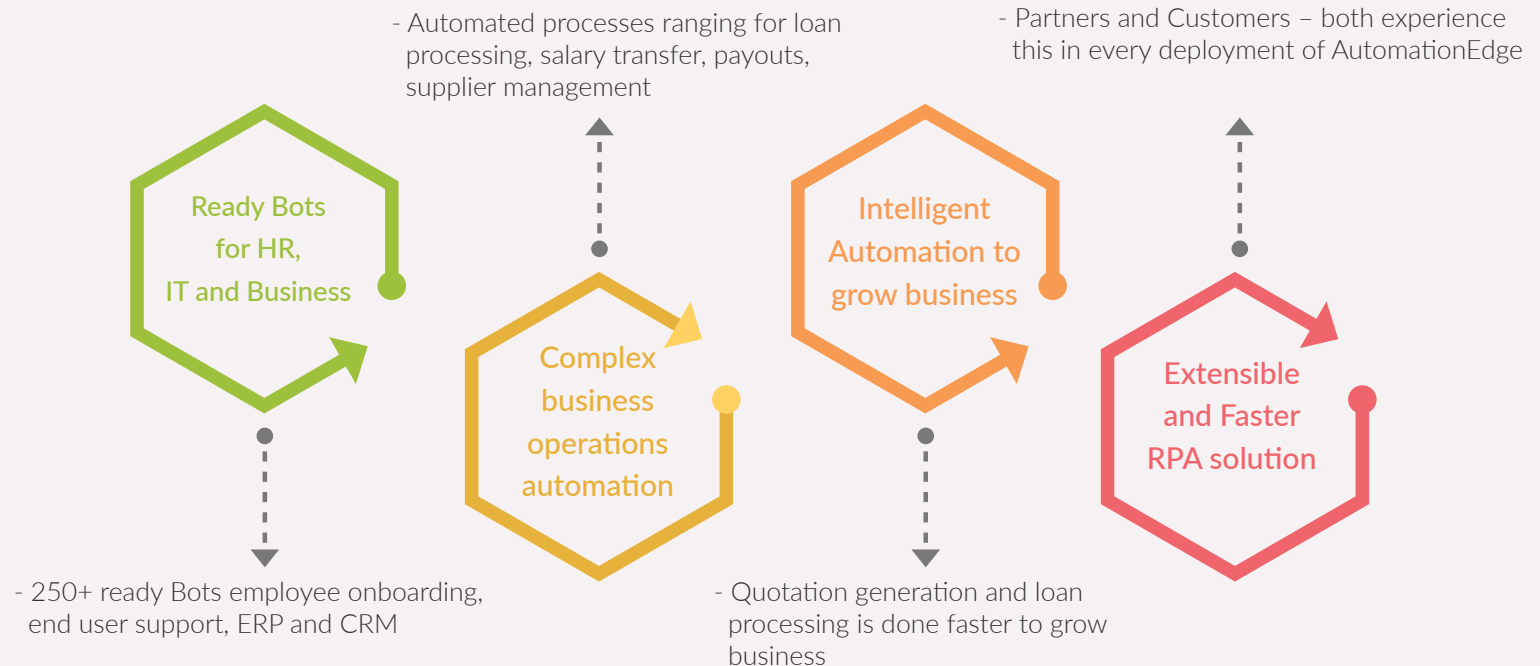 - Automated processes ranging for loan
processing, salary transfer, payouts,
supplier management
- Partners and Customers – both experience
this in every deployment of AutomationEdge
Ready Bots
for HR,
IT and Business
Complex
business
operations
automation
Intelligent
Automation to
grow business
Extensible
and Faster
RPA solution
- 250+ ready Bots employee onboarding,
end user support, ERP and CRM
- Quotation generation and loan
processing is done faster to grow
business